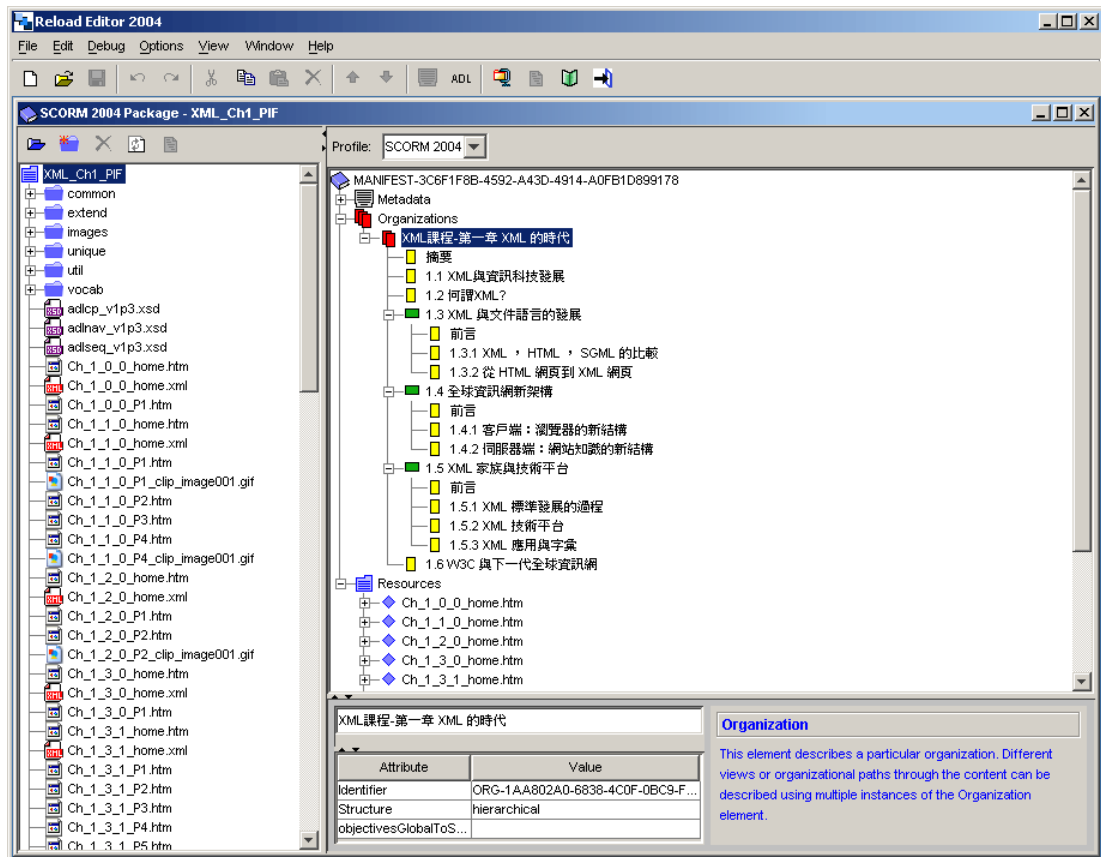 Reload Editor 2004
File Edit Debug Options View Window Help
ADL
SCORM 2004 Package - XML_Ch1_PIF
XML_Ch1_PIF
common
extend
images
unique
util
vocab
adlcp_v1p3.xsd
adlnav_v1p3.xsd
adlseq_v1p3.xsd
Ch_1_0_0_home.htm
Ch_1_0_0_home.xml
Ch_1_0_0_P1.htm
Ch_1_1_0_home.htm
Ch_1_1_0_home.xml
Ch_1_1_0_P1.htm
Ch_1_1_0_P1_clip_image001.gif
Ch_1_1_0_P2.htm
Ch_1_1_0_P3.htm
Ch_1_1_0_P4.htm
Ch_1_1_0_P4_clip_image001.gif
Ch_1_2_0_home.htm
Ch_1_2_0_home.xml
Ch_1_2_0_P1.htm
Ch_1_2_0_P2.htm
Ch_1_2_0_P2_clip_image001.gif
Ch_1_3_0_home.htm
Ch_1_3_0_home.xml
Ch_1_3_0_P1.htm
Ch_1_3_1_home.htm
Ch_1_3_1_home.xml
Ch_1_3_1_P1.htm
Ch_1_3_1_P2.htm
Ch_1_3_1_P3.htm
Ch_1_3_1_P4.htm
Ch_1_3_1_P5.htm
Profile: SCORM 2004
MANIFEST-3C6F1F8B-4592-A43D-4914-A0FB1D899178
Metadata
Organizations
XML課程-第一章 XML 的時代
摘要
1.1 XML與資訊科技發展
1.2 何謂XML?
1.3 XML 與文件語言的發展
前言
1.3.1 XML , HTML , SGML 的比較
1.3.2 從 HTML 網頁到 XML 網頁
1.4 全球資訊網新架構
前言
1.4.1 客戶端：瀏覽器的新結構
1.4.2 伺服器端：網站知識的新結構
1.5 XML 家族與技術平台
前言
1.5.1 XML 標準發展的過程
1.5.2 XML 技術平台
1.5.3 XML 應用與字彙
1.6 W3C 與下一代全球資訊網
Resources
Ch_1_0_0_home.htm
Ch_1_1_0_home.htm
Ch_1_2_0_home.htm
Ch_1_3_0_home.htm
Ch_1_3_1_home.htm
XML課程-第一章 XML 的時代
Attribute Value
Identifier ORG-1AA802A0-6838-4C0F-0BC9-F...
Structure hierarchical
objectivesGlobalToS...
Organization
This element describes a particular organization. Different
views or organizational paths through the content can be
described using multiple instances of the Organization
element.